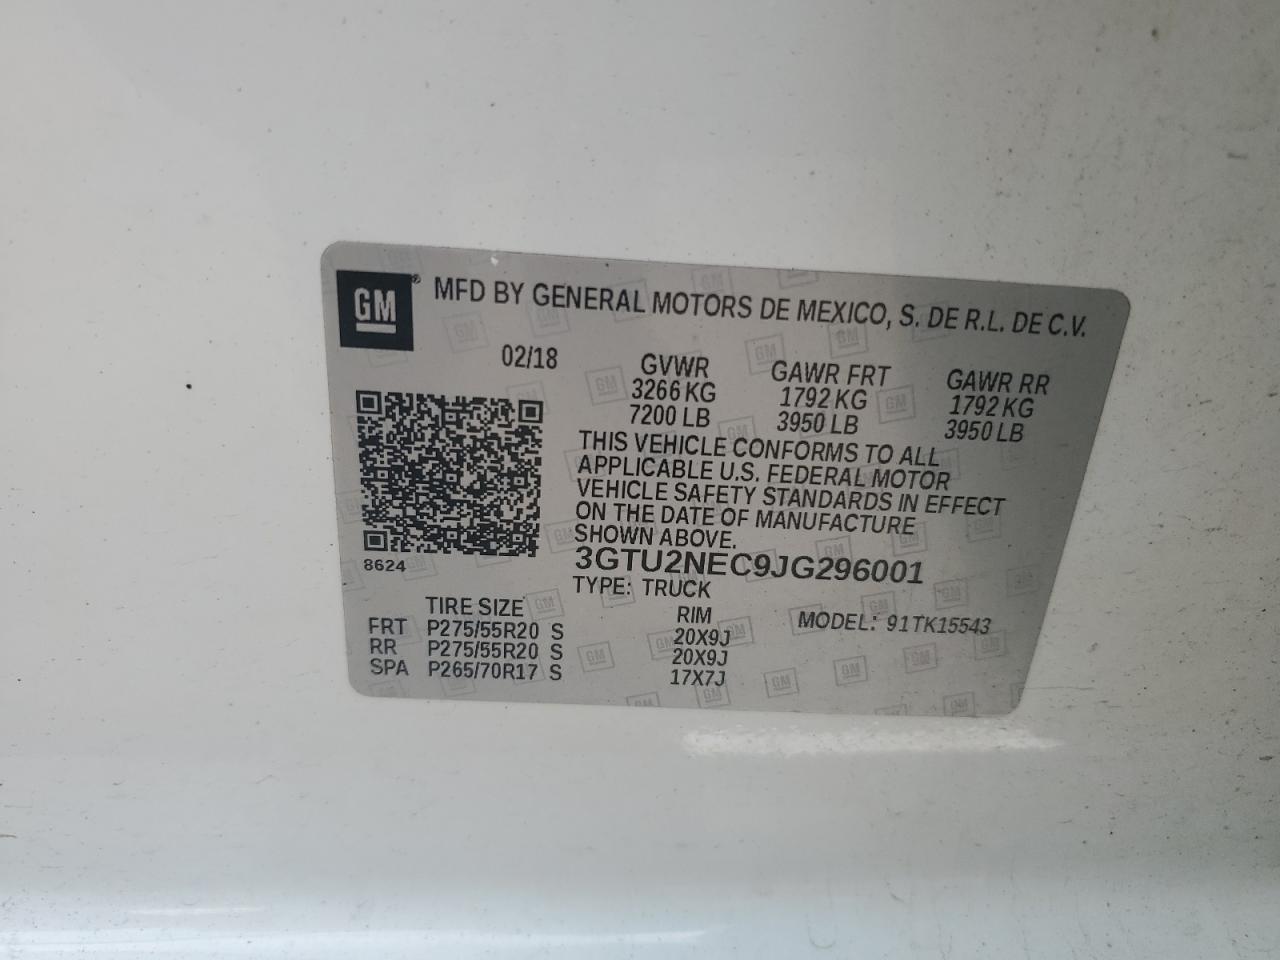 GM® MFD BY GENERAL MOTORS DE MEXICO, S. DE R.L. DE C.V.
02/18 GVWR GAWR FRT GAWR RR
3266 KG 1792 KG 1792 KG
7200 LB 3950 LB 3950 LB
THIS VEHICLE CONFORMS TO ALL
APPLICABLE U.S. FEDERAL MOTOR
VEHICLE SAFETY STANDARDS IN EFFECT
ON THE DATE OF MANUFACTURE
SHOWN ABOVE.
8624 3GTU2NEC9JG296001
TYPE: TRUCK
TIRE SIZE RIM MODEL: 91TK15543
FRT P275/55R20 S 20X9J
RR P275/55R20 S 20X9J
SPA P265/70R17 S 17X7J